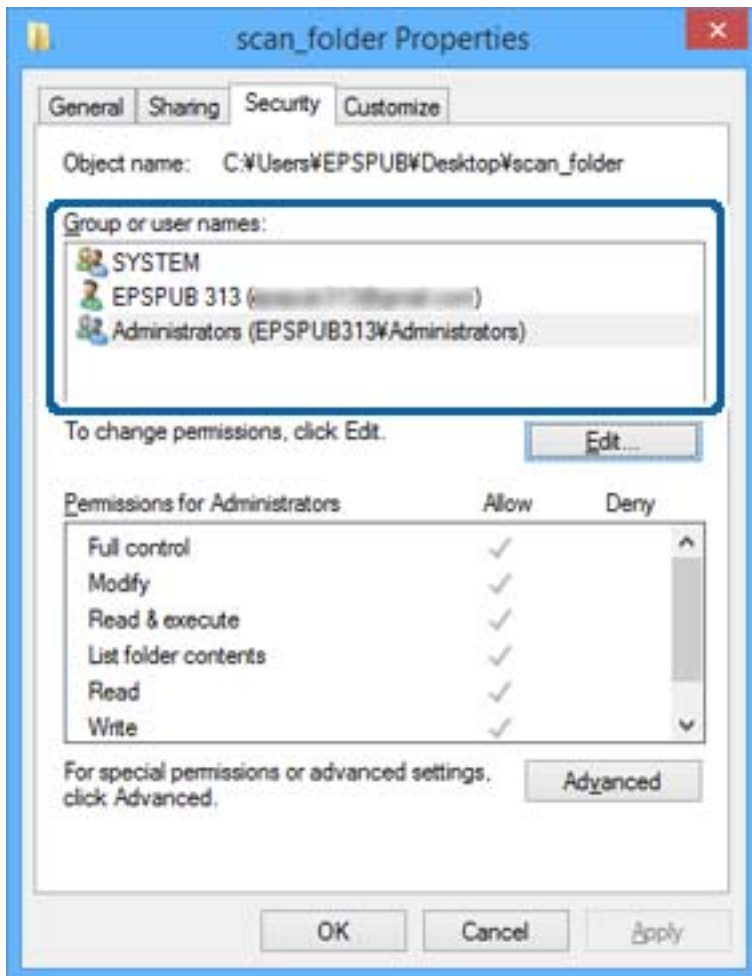 scan_folder Properties
General Sharing Security Customize
Object name: C:¥Users¥EPSPUB¥Desktop¥scan_folder
Group or user names:
SYSTEM
EPSPUB 313 ( )
Administrators (EPSPUB313¥Administrators)
To change permissions, click Edit.
Edit...
Permissions for Administrators Allow Deny
Full control
Modify
Read & execute
List folder contents
Read
Write
For special permissions or advanced settings,
click Advanced.
Advanced
OK Cancel Apply